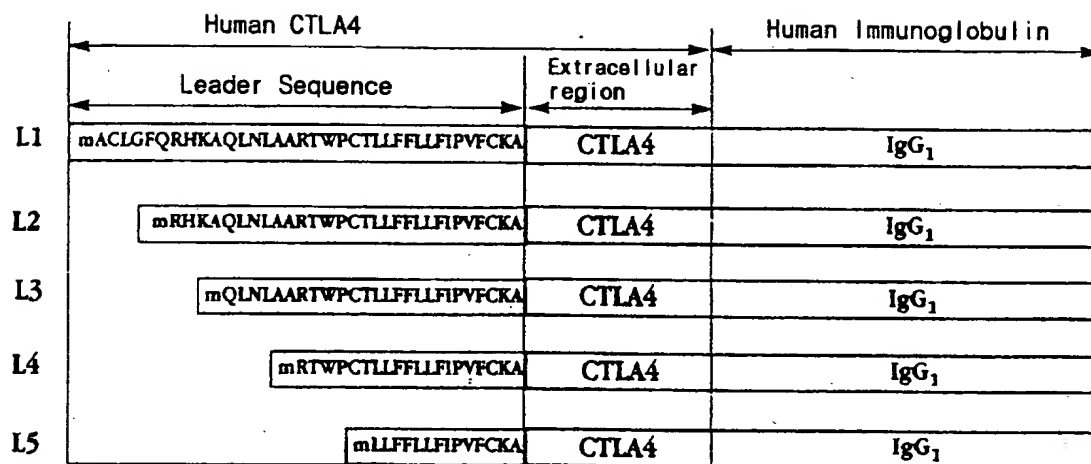 Human CTLA4 Human Immunoglobulin
Leader Sequence Extracellular region
L1 mACLGFQRHKAQLNLAARTWPCTLLFFLLFIPVFCKA CTLA4 IgG₁
L2 mRHKAQLNLAARTWPCTLLFFLLFIPVFCKA CTLA4 IgG₁
L3 mQLNLAARTWPCTLLFFLLFIPVFCKA CTLA4 IgG₁
L4 mRTWPCTLLFFLLFIPVFCKA CTLA4 IgG₁
L5 mLLFFLLFIPVFCKA CTLA4 IgG₁